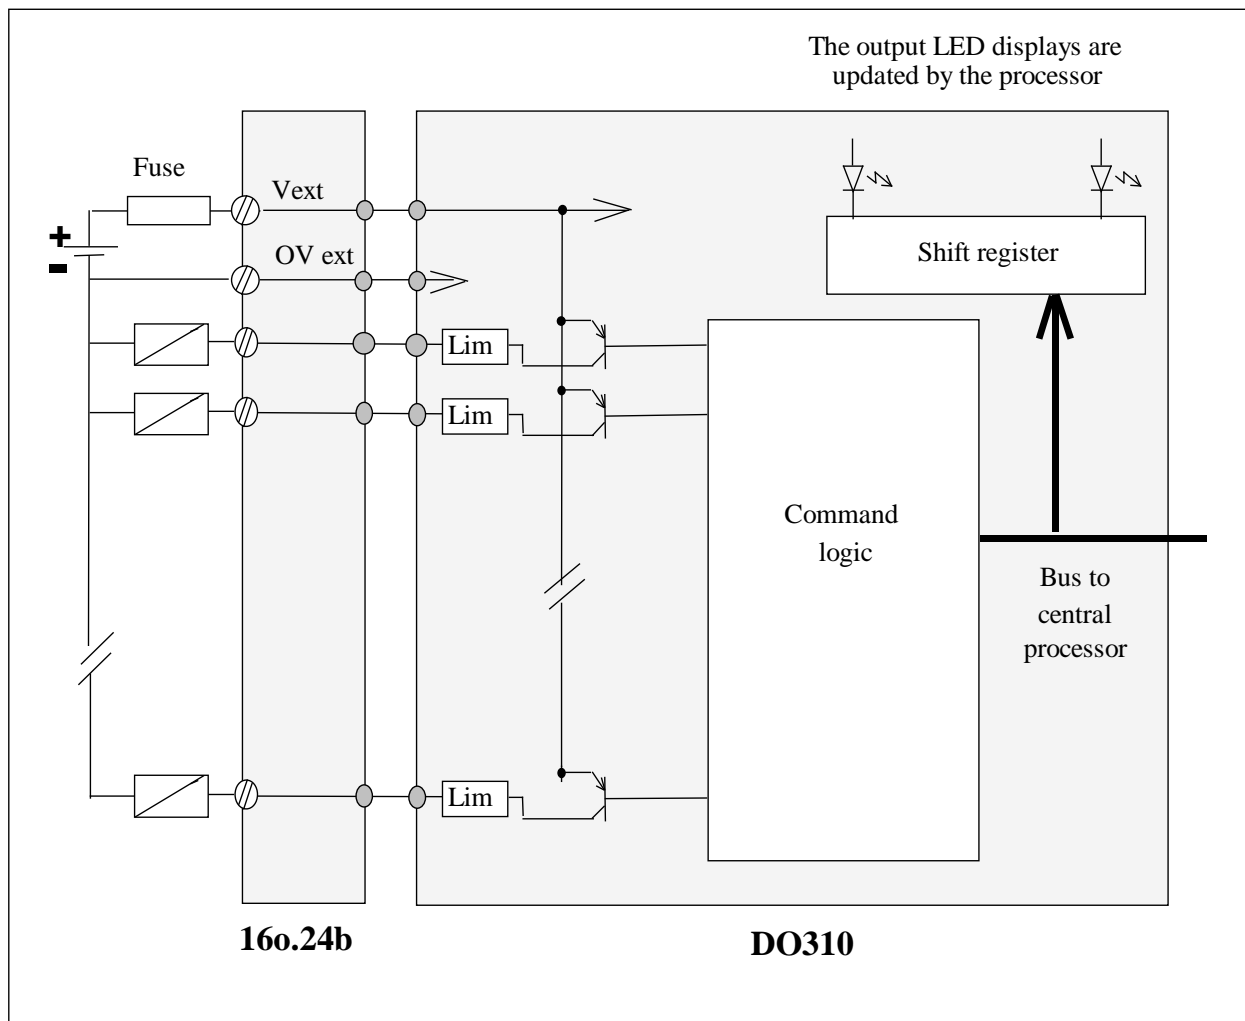 The output LED displays are
updated by the processor
Fuse
Vext
+
-
OV ext
Shift register
Lim
Lim
Command
logic
Bus to
central
processor
Lim
16o.24b
DO310